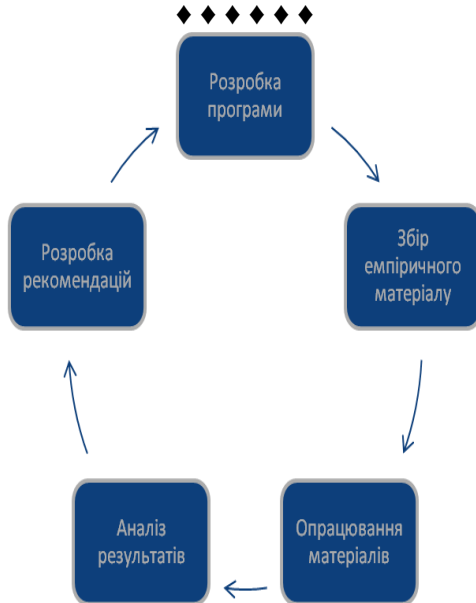 Розробка
програми
Збір
емпіричного
матеріалу
Опрацювання
матеріалів
Аналіз
результатів
Розробка
рекомендацій